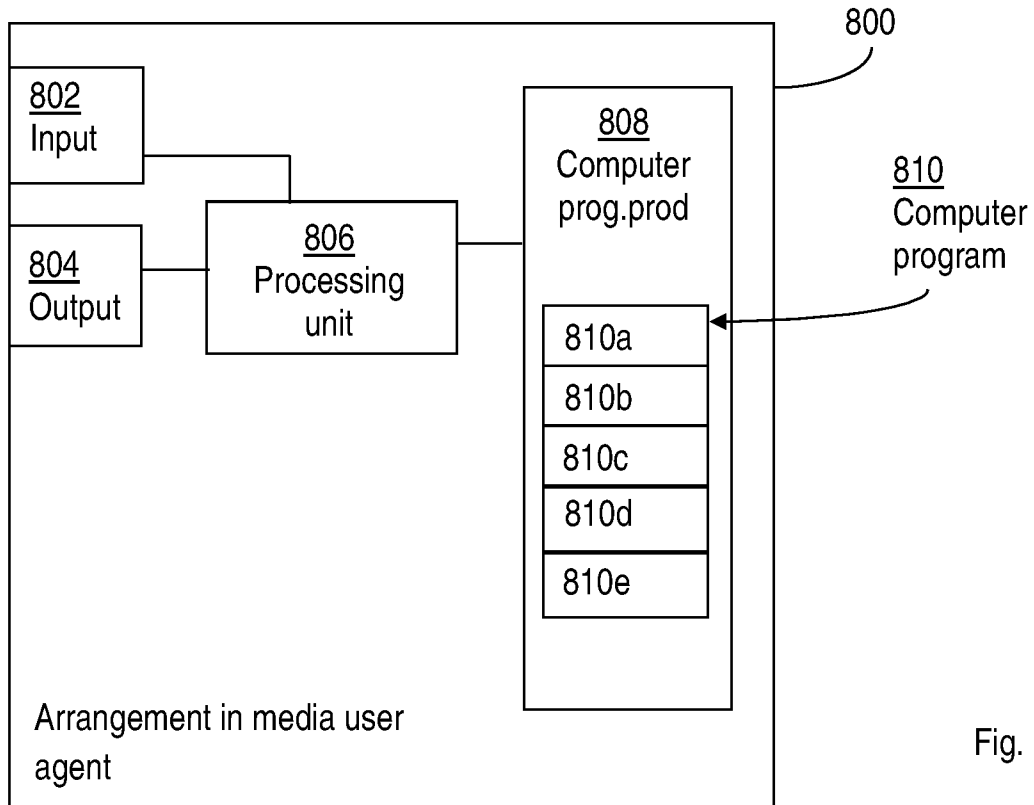 800
802
Input
804
Output
806
Processing
unit
808
Computer
prog.prod
810
Computer
program
810a
810b
810c
810d
810e
Arrangement in media user
agent
Fig.